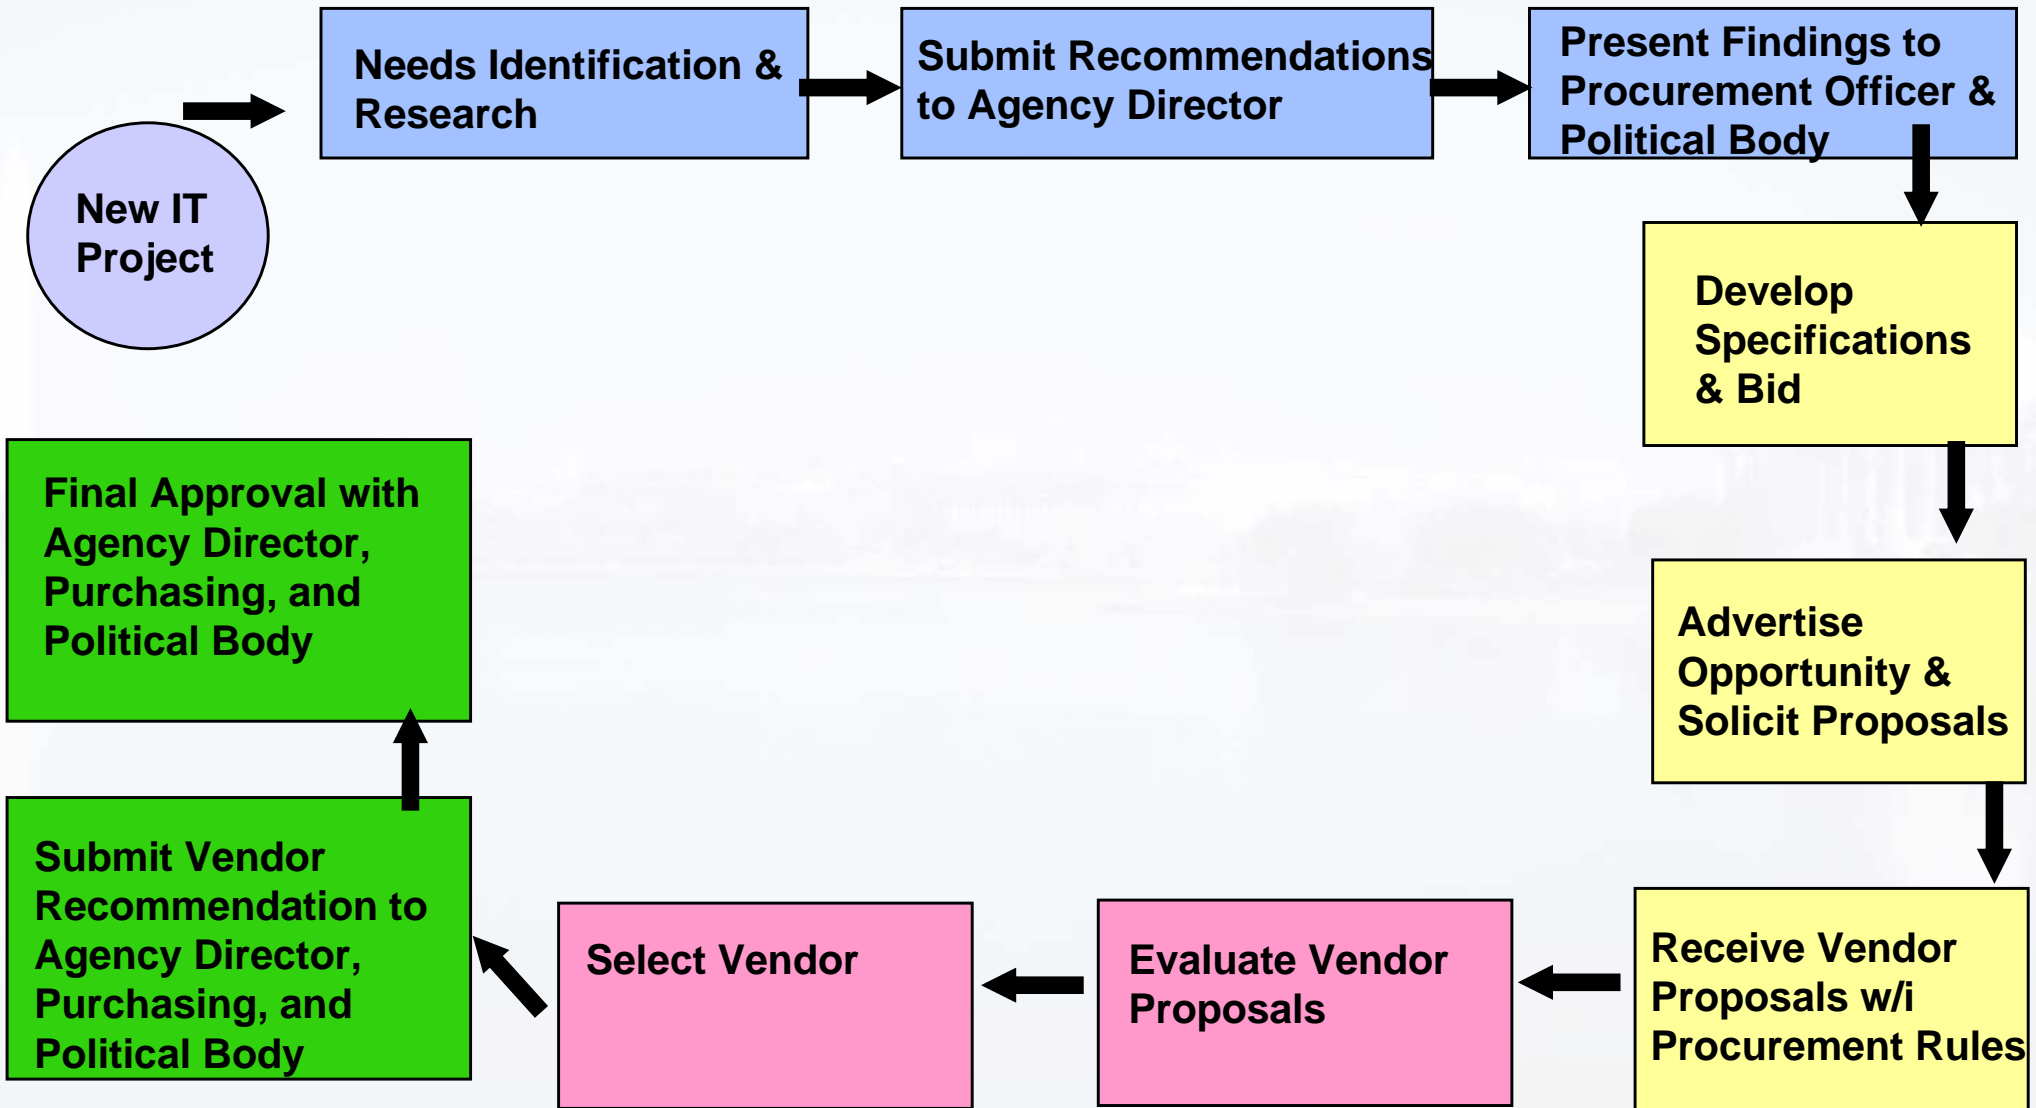 New IT
Project
Needs Identification &
Research
Submit Recommendations
to Agency Director
Present Findings to
Procurement Officer &
Political Body
Develop
Specifications
& Bid
Advertise
Opportunity &
Solicit Proposals
Receive Vendor
Proposals w/i
Procurement Rules
Evaluate Vendor
Proposals
Select Vendor
Submit Vendor
Recommendation to
Agency Director,
Purchasing, and
Political Body
Final Approval with
Agency Director,
Purchasing, and
Political Body